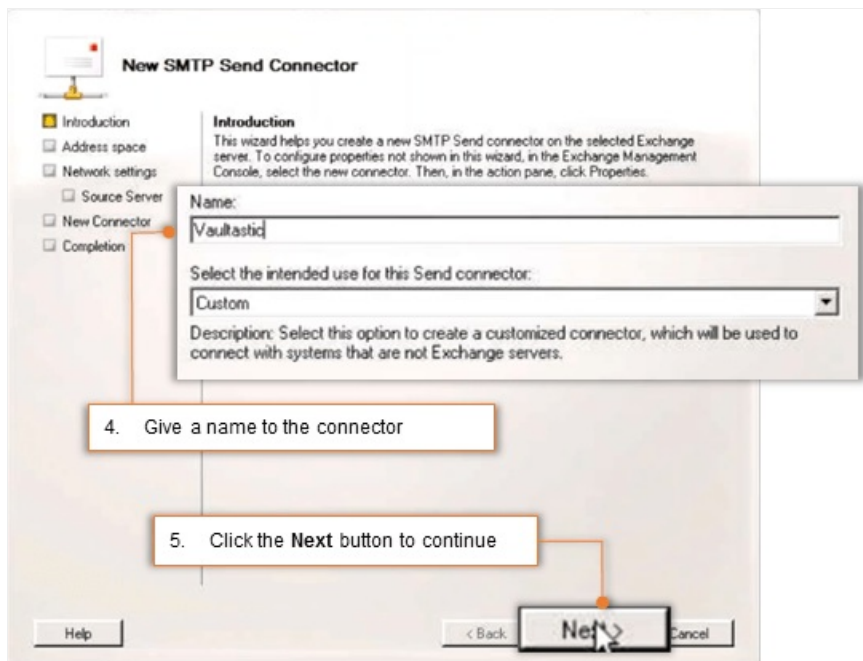 New SMTP Send Connector
Introduction
Address space
Network settings
Source Server
New Connector
Completion
Introduction
This wizard helps you create a new SMTP Send connector on the selected Exchange
server. To configure properties not shown in this wizard, in the Exchange Management
Console, select the new connector. Then, in the action pane, click Properties.
Name:
Vaultastic
Select the intended use for this Send connector:
Custom
Description: Select this option to create a customized connector, which will be used to
connect with systems that are not Exchange servers.
4. Give a name to the connector
5. Click the Next button to continue
Help
< Back
Next >
Cancel